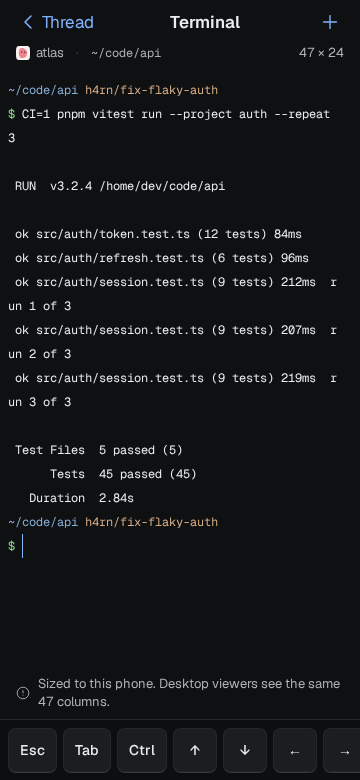 Thread
Terminal
+
atlas · ~/code/api
47 × 24
~/code/api h4rn/fix-flaky-auth
$ CI=1 pnpm vitest run --project auth --repeat
3
RUN v3.2.4 /home/dev/code/api
ok src/auth/token.test.ts (12 tests) 84ms
ok src/auth/refresh.test.ts (6 tests) 96ms
ok src/auth/session.test.ts (9 tests) 212ms r
un 1 of 3
ok src/auth/session.test.ts (9 tests) 207ms r
un 2 of 3
ok src/auth/session.test.ts (9 tests) 219ms r
un 3 of 3
Test Files 5 passed (5)
Tests 45 passed (45)
Duration 2.84s
~/code/api h4rn/fix-flaky-auth
$
Sized to this phone. Desktop viewers see the same
47 columns.
Esc
Tab
Ctrl
↑
↓
←
→